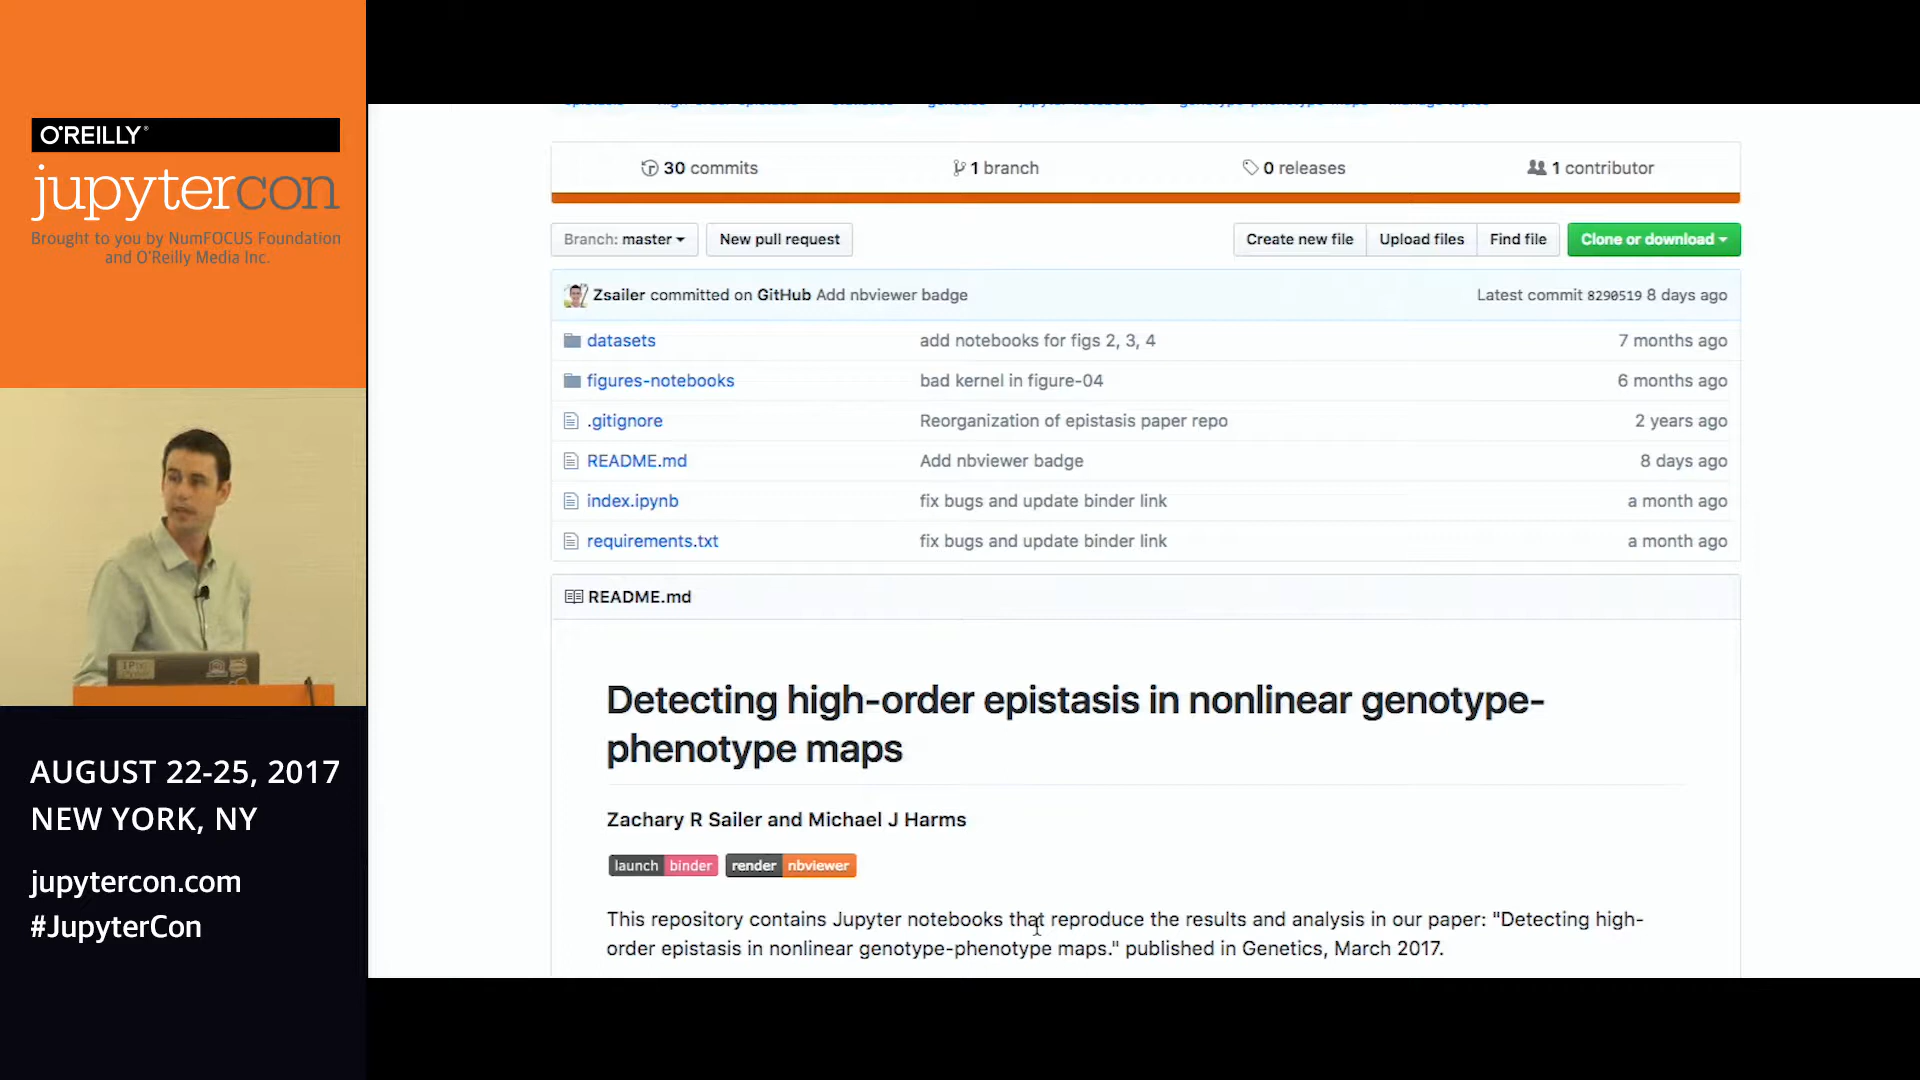 O'REILLY®
jupytercon
Brought to you by NumFOCUS Foundation
and O'Reilly Media Inc.
AUGUST 22-25, 2017
NEW YORK, NY
jupytercon.com
#JupyterCon
30 commits
1 branch
0 releases
1 contributor
Branch: master
New pull request
Create new file
Upload files
Find file
Clone or download
Zsailer committed on GitHub Add nbviewer badge
Latest commit 8290519 8 days ago
datasets add notebooks for figs 2, 3, 4 7 months ago
figures-notebooks bad kernel in figure-04 6 months ago
.gitignore Reorganization of epistasis paper repo 2 years ago
README.md Add nbviewer badge 8 days ago
index.ipynb fix bugs and update binder link a month ago
requirements.txt fix bugs and update binder link a month ago
README.md
Detecting high-order epistasis in nonlinear genotype-
phenotype maps
Zachary R Sailer and Michael J Harms
launch binder render nbviewer
This repository contains Jupyter notebooks that reproduce the results and analysis in our paper: "Detecting high-
order epistasis in nonlinear genotype-phenotype maps." published in Genetics, March 2017.